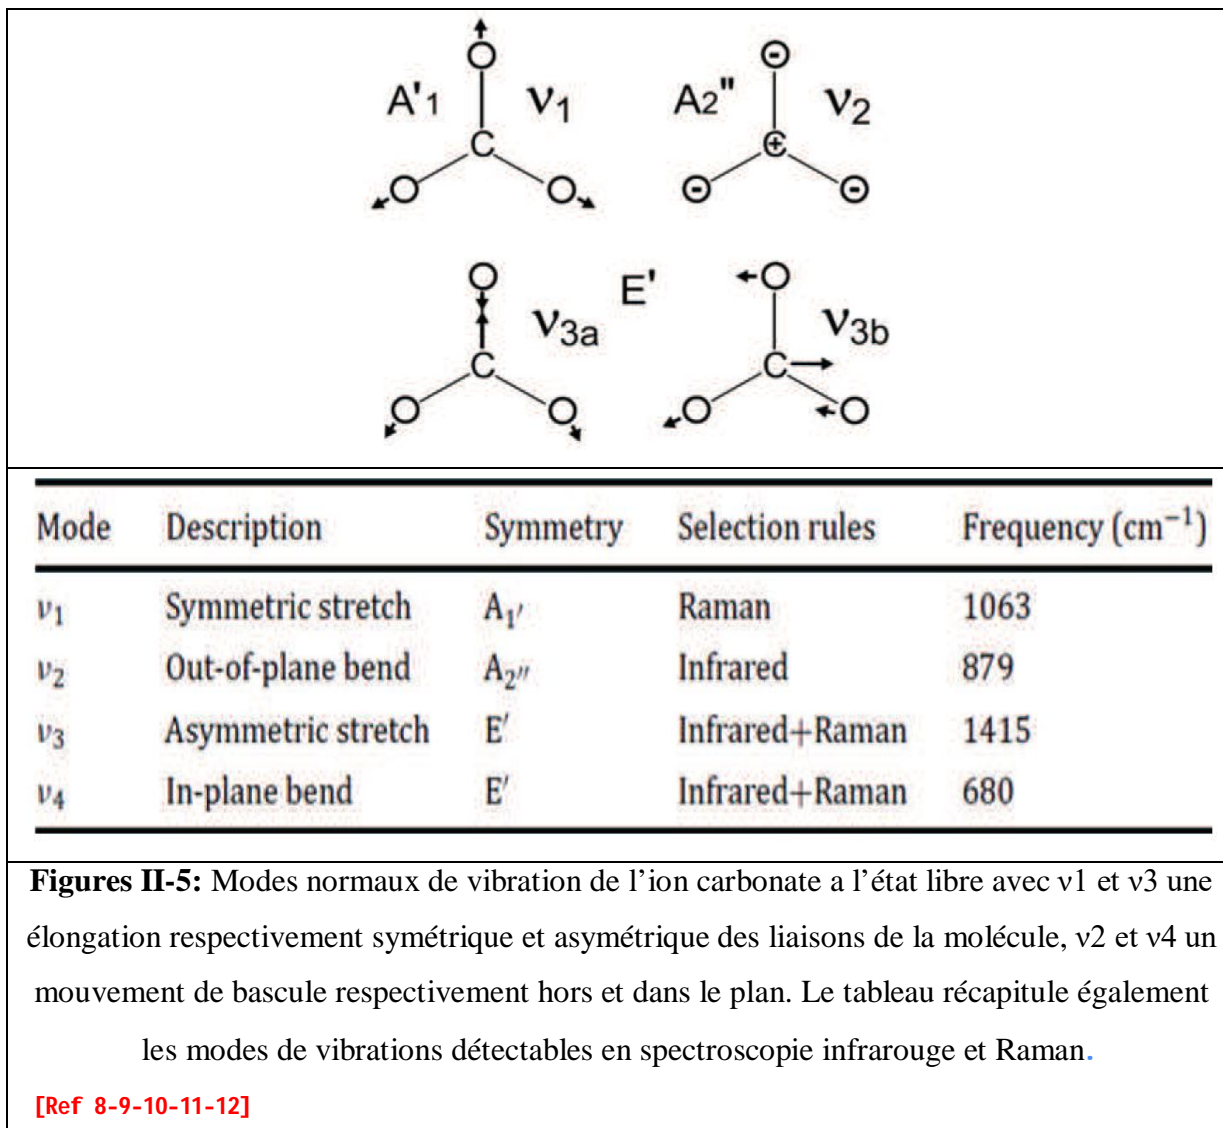 A'1 ν1 A2" ν2
O O
C C
O O O O
O E' O
ν3a ν3b
C C
O O O O
Mode Description Symmetry Selection rules Frequency (cm⁻¹)
ν1 Symmetric stretch A1′ Raman 1063
ν2 Out-of-plane bend A2″ Infrared 879
ν3 Asymmetric stretch E′ Infrared+Raman 1415
ν4 In-plane bend E′ Infrared+Raman 680
Figures II-5: Modes normaux de vibration de l’ion carbonate a l’état libre avec ν1 et ν3 une
élongation respectivement symétrique et asymétrique des liaisons de la molécule, ν2 et ν4 un
mouvement de bascule respectivement hors et dans le plan. Le tableau récapitule également
les modes de vibrations détectables en spectroscopie infrarouge et Raman.
[Ref 8-9-10-11-12]